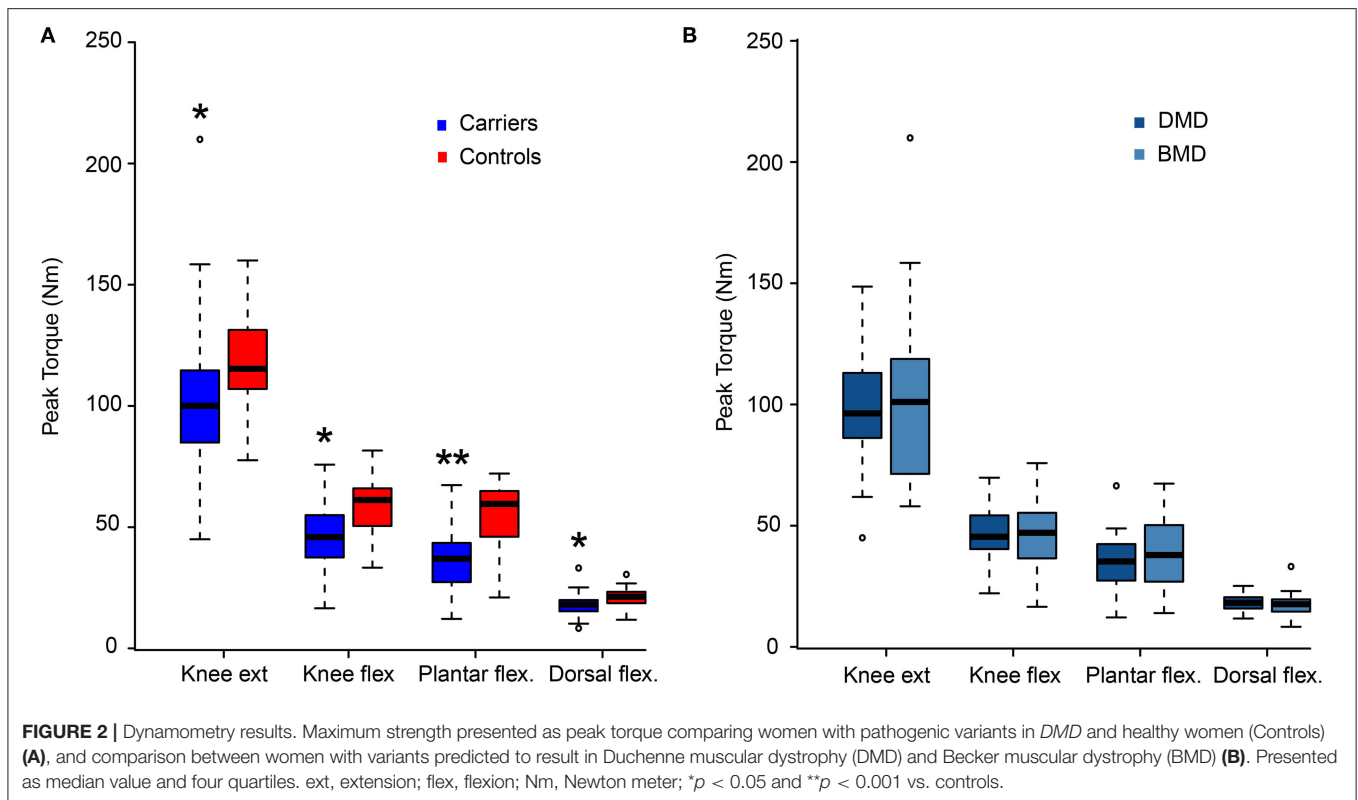 A
250
200
150
100
50
0
Peak Torque (Nm)
*
*
**
*
Carriers
Controls
Knee ext
Knee flex
Plantar flex.
Dorsal flex.
B
250
200
150
100
50
0
Peak Torque (Nm)
DMD
BMD
Knee ext
Knee flex
Plantar flex.
Dorsal flex.
FIGURE 2 | Dynamometry results. Maximum strength presented as peak torque comparing women with pathogenic variants in DMD and healthy women (Controls)
(A), and comparison between women with variants predicted to result in Duchenne muscular dystrophy (DMD) and Becker muscular dystrophy (BMD) (B). Presented
as median value and four quartiles. ext, extension; flex, flexion; Nm, Newton meter; *p < 0.05 and **p < 0.001 vs. controls.